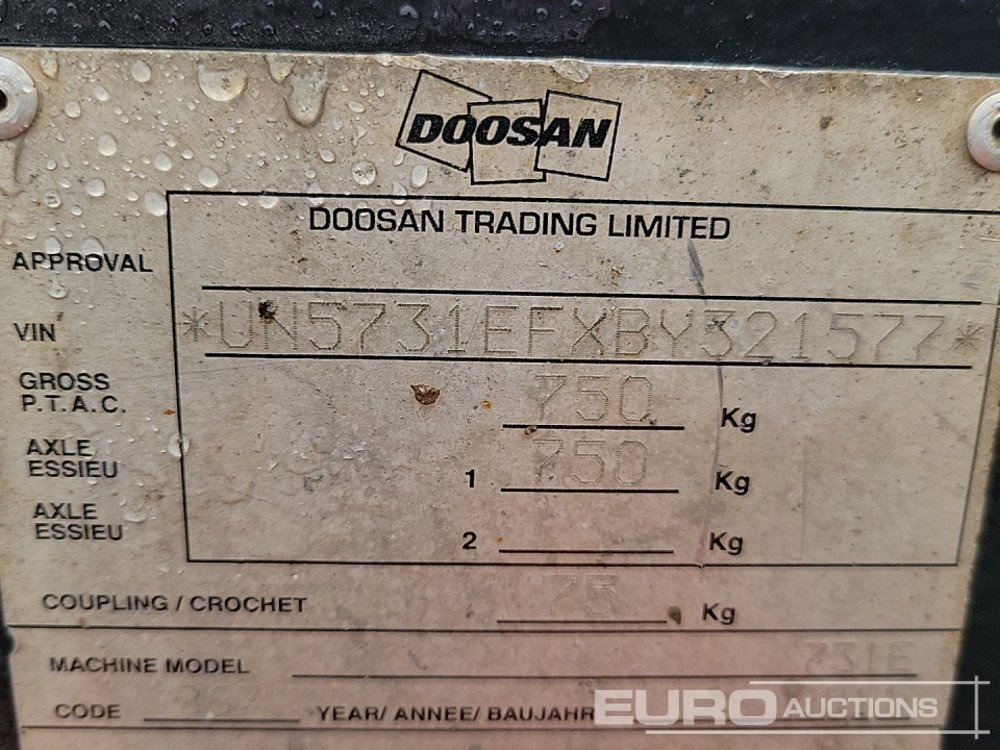 DOOSAN
DOOSAN TRADING LIMITED
APPROVAL
VIN *UN5731EFXBY321577*
GROSS
P.T.A.C. 750 Kg
AXLE
ESSIEU 1 750 Kg
AXLE
ESSIEU 2 Kg
COUPLING / CROCHET 75 Kg
MACHINE MODEL 731E
CODE YEAR/ ANNEE/ BAUJAHR
EURO AUCTIONS